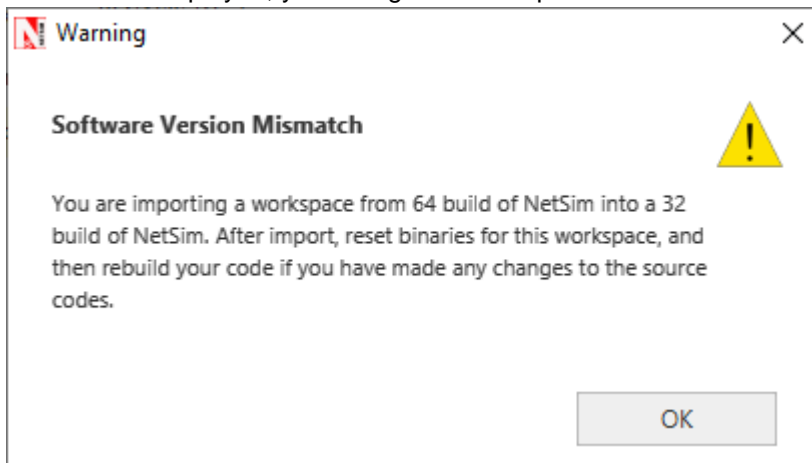 Warning
Software Version Mismatch
You are importing a workspace from 64 build of NetSim into a 32
build of NetSim. After import, reset binaries for this workspace, and
then rebuild your code if you have made any changes to the source
codes.
OK